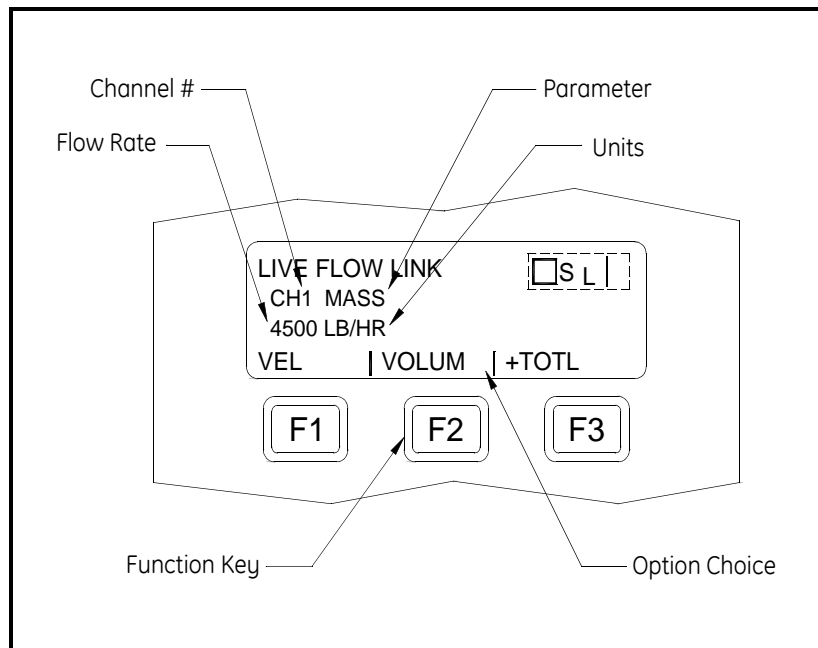 Channel #
Parameter
Flow Rate
Units
LIVE FLOW LINK
S L
CH1 MASS
4500 LB/HR
VEL | VOLUM | +TOTL
F1 F2 F3
Function Key
Option Choice